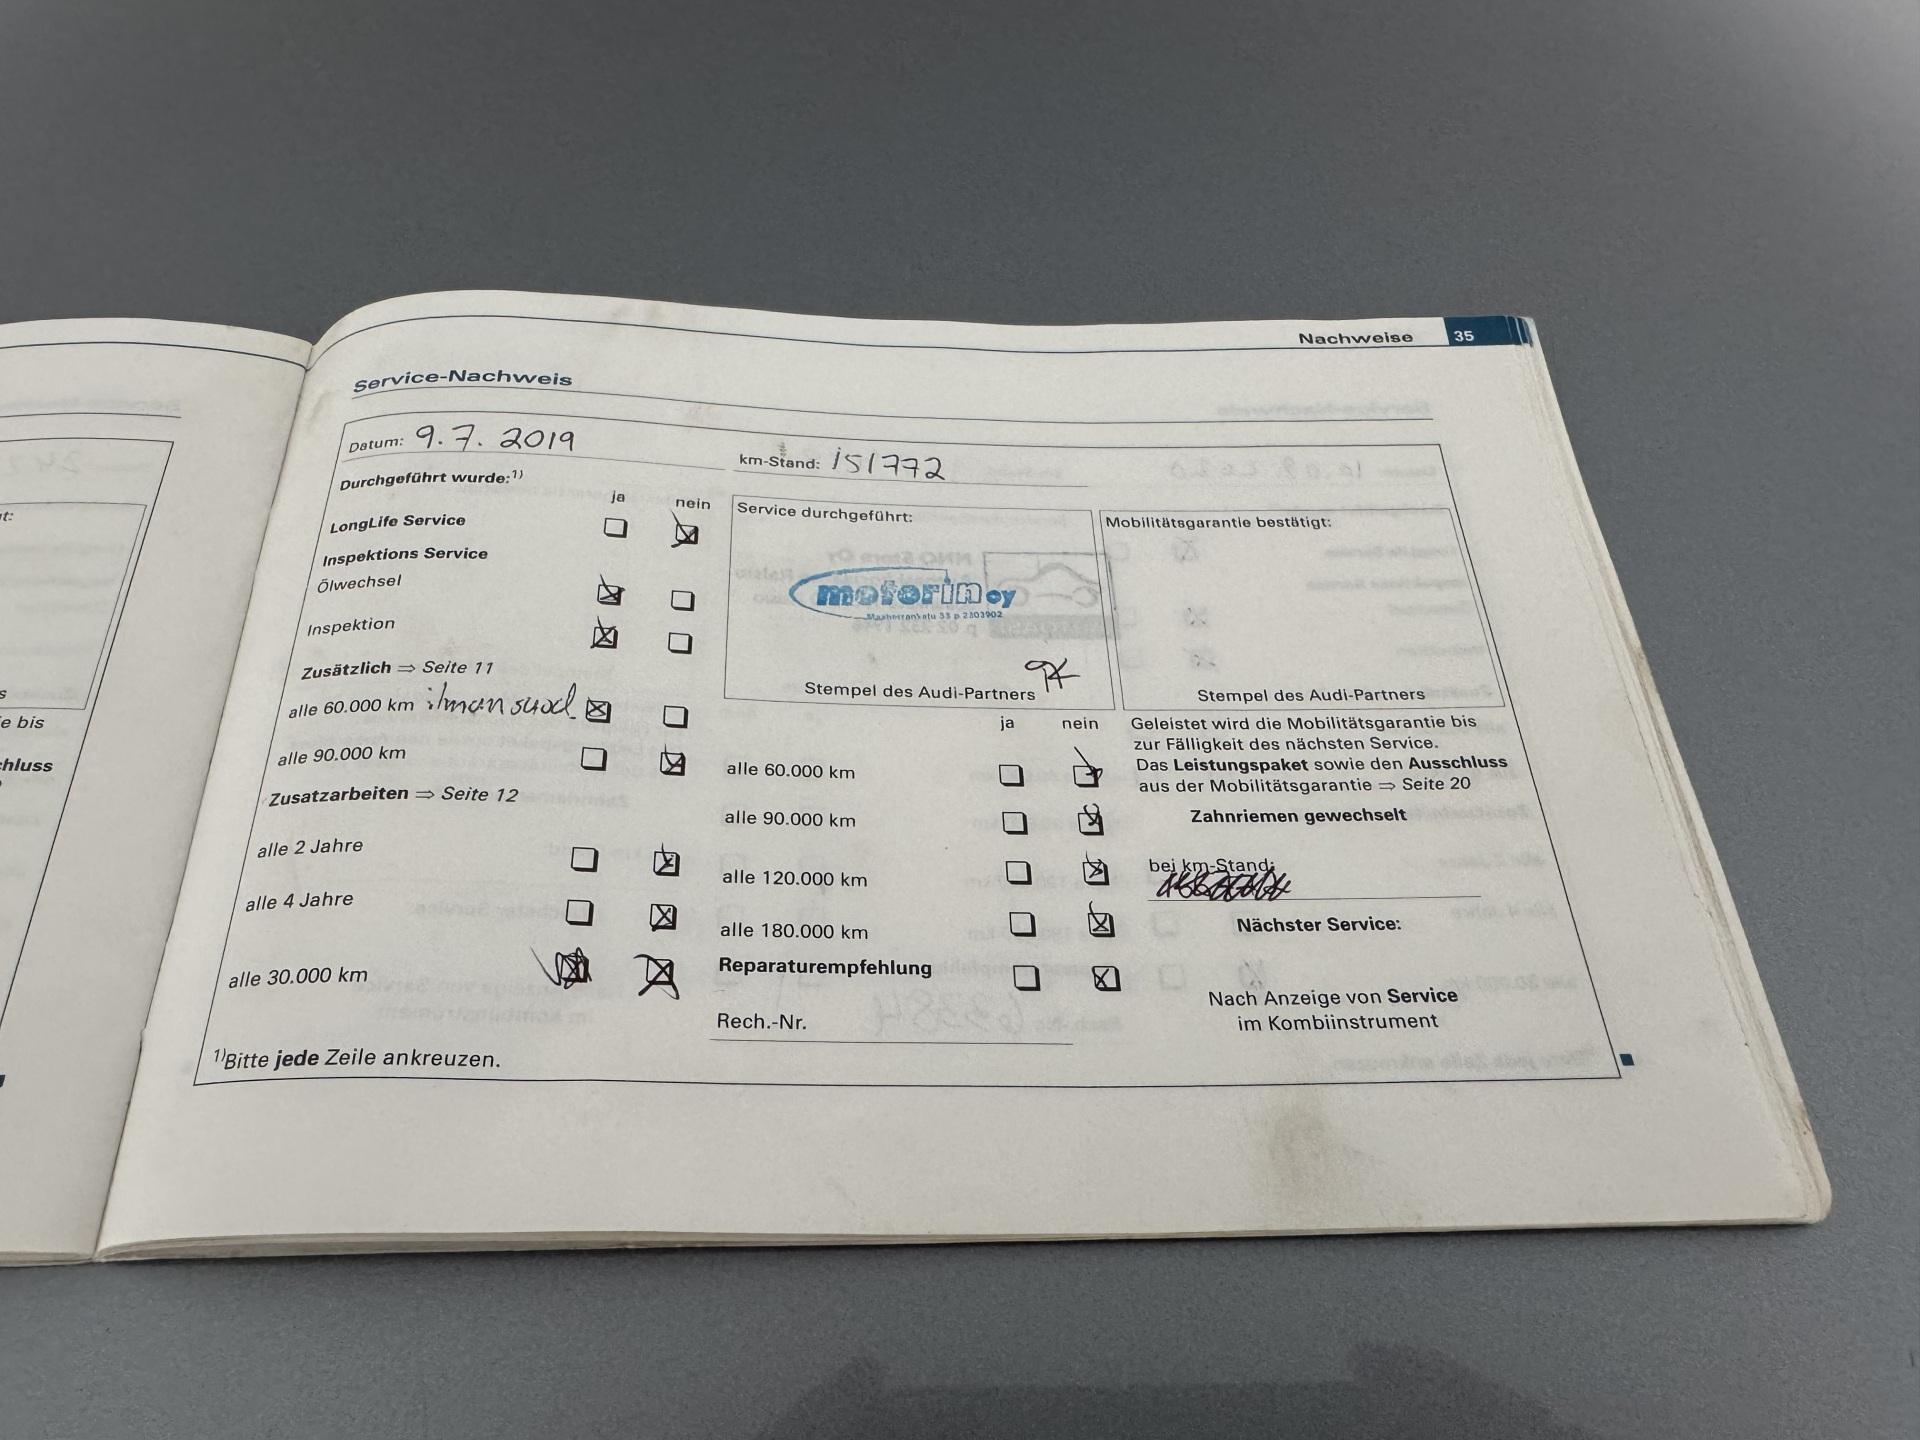 Nachweise 35
Service-Nachweis
Datum: 9.7.2019
km-Stand: 151772
Durchgeführt wurde:¹⁾
ja nein
LongLife Service
Inspektions Service
Ölwechsel
Inspektion
Zusätzlich ⇒ Seite 11
alle 60.000 km ilmansuod.
alle 90.000 km
Zusatzarbeiten ⇒ Seite 12
alle 2 Jahre
alle 4 Jahre
alle 30.000 km
¹⁾Bitte jede Zeile ankreuzen.
Service durchgeführt:
motorin oy
Stempel des Audi-Partners
ja nein
alle 60.000 km
alle 90.000 km
alle 120.000 km
alle 180.000 km
Reparaturempfehlung
Rech.-Nr.
Mobilitätsgarantie bestätigt:
Stempel des Audi-Partners
Geleistet wird die Mobilitätsgarantie bis
zur Fälligkeit des nächsten Service.
Das Leistungspaket sowie den Ausschluss
aus der Mobilitätsgarantie ⇒ Seite 20
Zahnriemen gewechselt
bei km-Stand:
Nächster Service:
Nach Anzeige von Service
im Kombiinstrument
t:
s
e bis